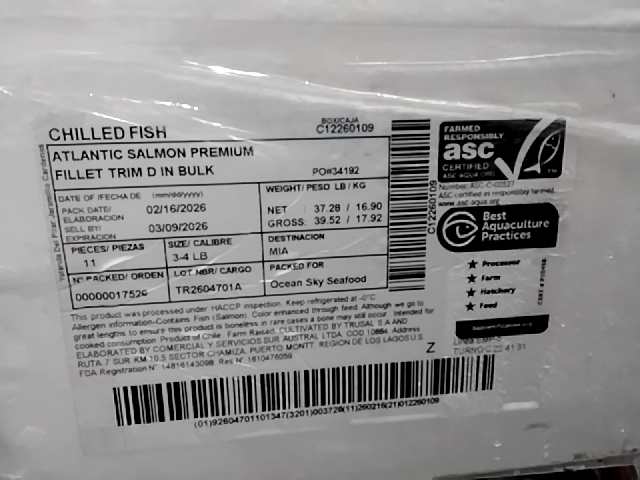 BOX/CAJA
CHILLED FISH C12260109
ATLANTIC SALMON PREMIUM
FILLET TRIM D IN BULK PO#34192
DATE OF /FECHA DE (mm/dd/yyyy)
PACK DATE/ 02/16/2026
ELABORACION
SELL BY/ 03/09/2026
EXPIRACION
WEIGHT/ PESO LB / KG
NET : 37.28 / 16.90
GROSS: 39.52 / 17.92
PIECES/ PIEZAS
11
SIZE/ CALIBRE
3-4 LB
DESTINACION
MIA
N° PACKED/ ORDEN
00000017526
LOT NBR/ CARGO
TR2604701A
PACKED FOR
Ocean Sky Seafood
C12260109
This product was processed under HACCP inspection. Keep refrigerated at -0°C.
Allergen information-Contains Fish (Salmon). Color enhanced through feed. Although we go to
great lengths to ensure this product is boneless in rare cases a bone may still occur. Intended for
cooked consumption. Product of Chile. Farm Raised. CULTIVATED BY TRUSAL S.A AND
ELABORADO BY COMERCIAL Y SERVICIOS SUR AUSTRAL LTDA. COD 10664. Address
RUTA 7 SUR KM.10.5 SECTOR CHAMIZA, PUERTO MONTT. REGION DE LOS LAGOS
FDA Registration N° 14816143098 Res N° 1610476059
Z
(01)92604701101347(3201)003728(11)260216(21)012260109
FARMED
RESPONSIBLY
asc
CERTIFIED
ASC-AQUA.ORG
Number: ASC-C-02527
ASC certified as responsibly farmed.
www.asc-aqua.org
Best
Aquaculture
Practices
★ Processor
★ Farm
★ Hatchery
★ Feed